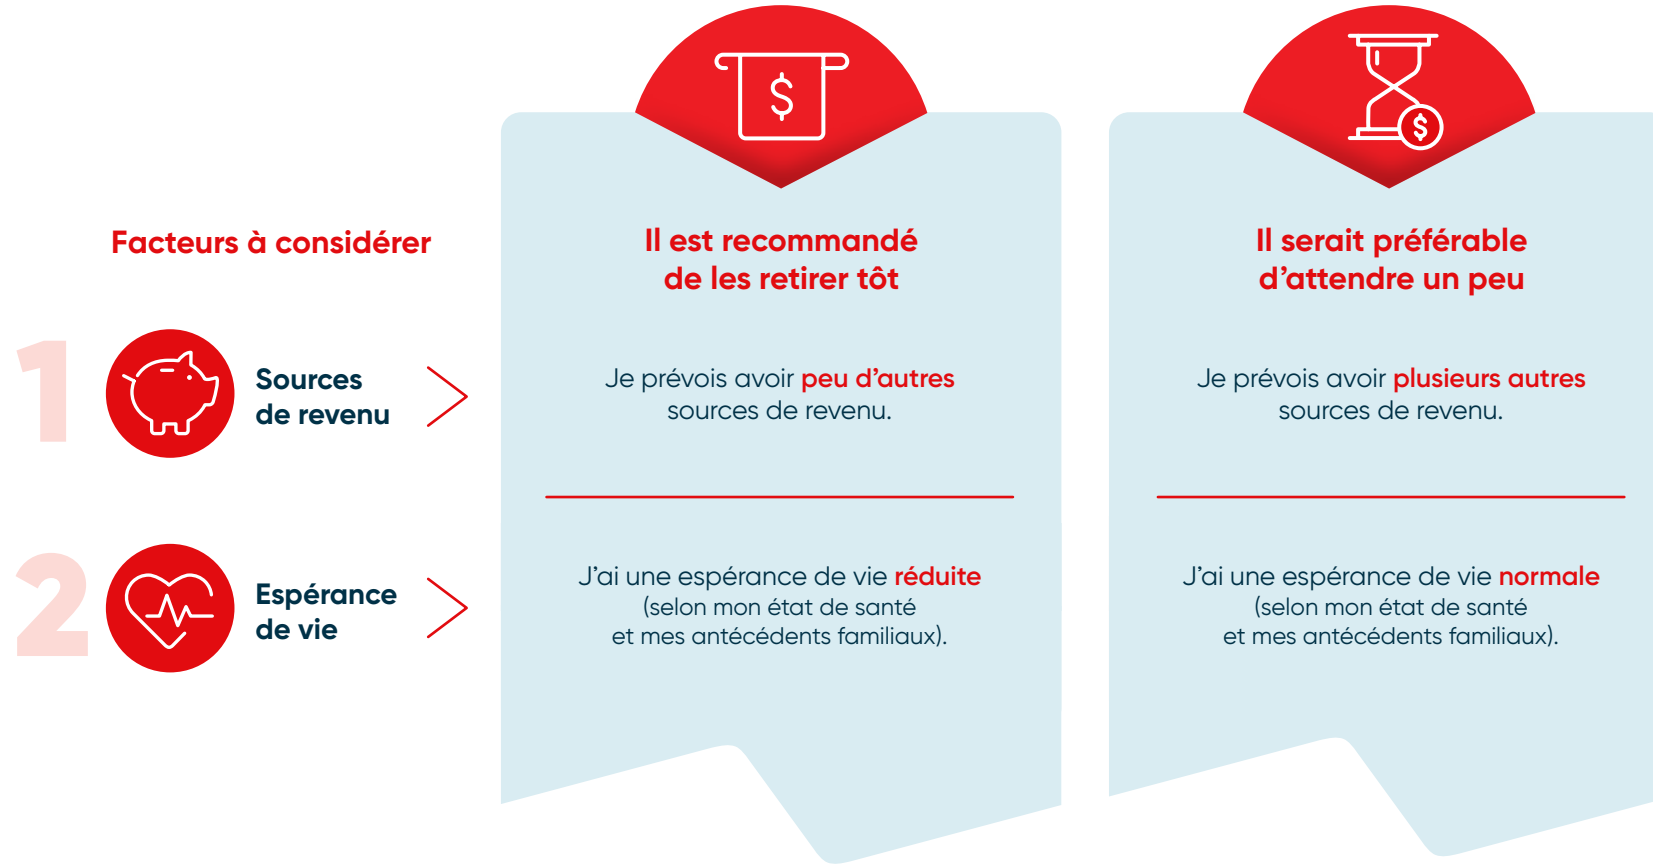 Facteurs à considérer
Il est recommandé
de les retirer tôt
Il serait préférable
d'attendre un peu
1
Sources
de revenu
Je prévois avoir peu d'autres
sources de revenu.
Je prévois avoir plusieurs autres
sources de revenu.
2
Espérance
de vie
J'ai une espérance de vie réduite
(selon mon état de santé
et mes antécédents familiaux).
J'ai une espérance de vie normale
(selon mon état de santé
et mes antécédents familiaux).